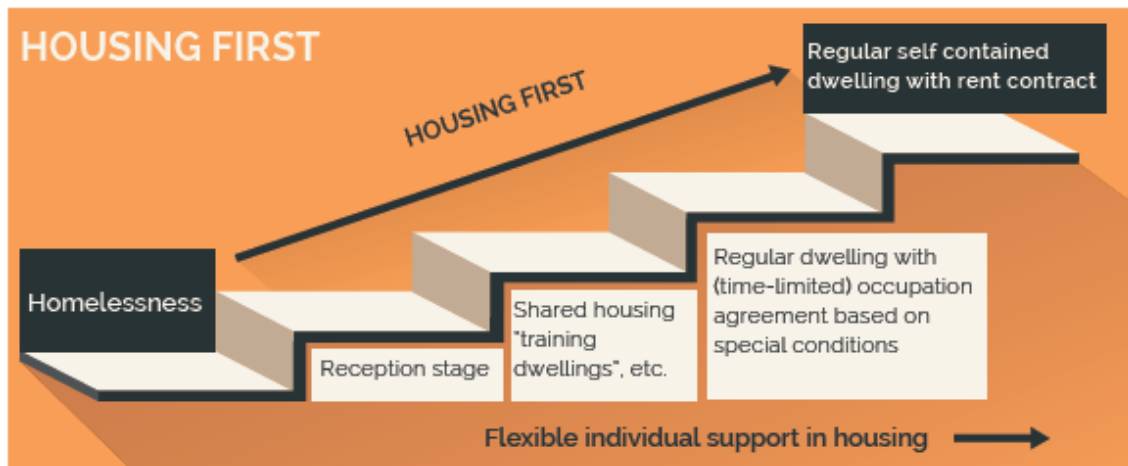 HOUSING FIRST
HOUSING FIRST
Regular self contained
dwelling with rent contract
Homelessness
Reception stage
Shared housing
"training
dwellings", etc.
Regular dwelling with
(time-limited) occupation
agreement based on
special conditions
Flexible individual support in housing